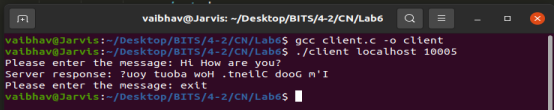 vaibhav@Jarvis: ~/Desktop/BITS/4-2/CN/Lab6
vaibhav@Jarvis:~/Desktop/BITS/4-2/CN/Lab6$ gcc client.c -o client
vaibhav@Jarvis:~/Desktop/BITS/4-2/CN/Lab6$ ./client localhost 10005
Please enter the message: Hi How are you?
Server response: ?uoy tuoba woH .tneilC dooG m'I
Please enter the message: exit
vaibhav@Jarvis:~/Desktop/BITS/4-2/CN/Lab6$